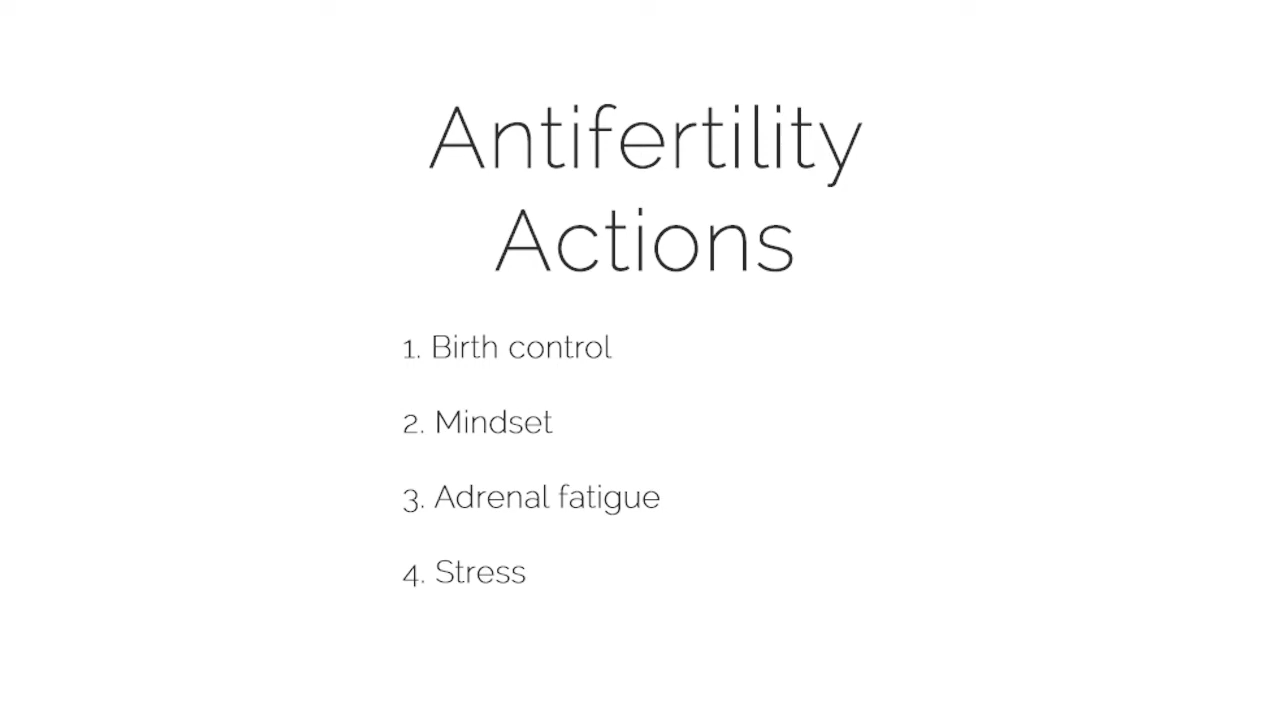 Antifertility
Actions
1. Birth control
2. Mindset
3. Adrenal fatigue
4. Stress